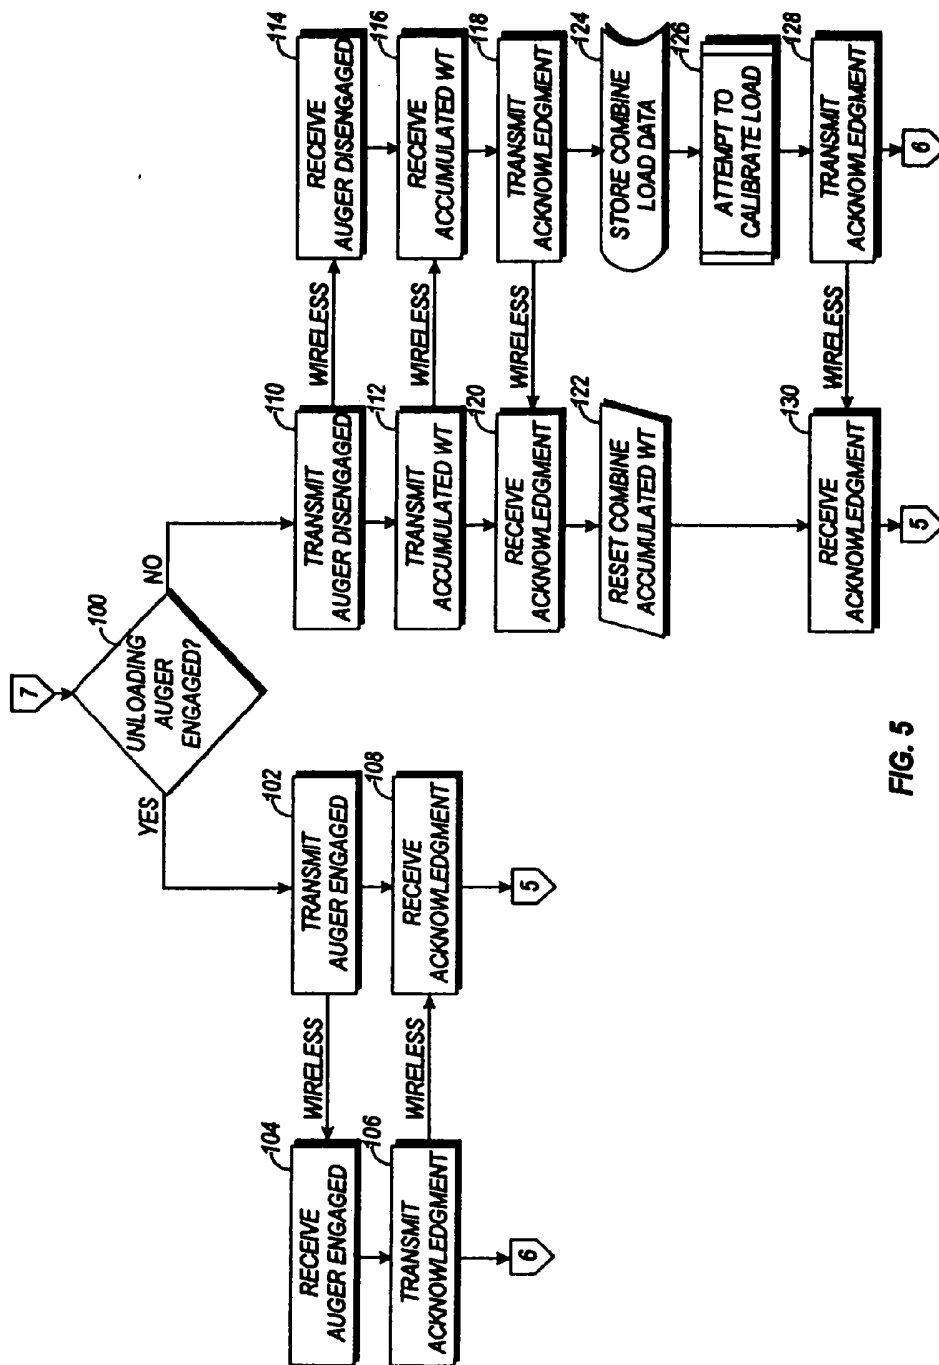 7
100
UNLOADING
AUGER
ENGAGED?
YES
NO
102
TRANSMIT
AUGER ENGAGED
WIRELESS
104
RECEIVE
AUGER ENGAGED
106
TRANSMIT
ACKNOWLEDGMENT
WIRELESS
108
RECEIVE
ACKNOWLEDGMENT
6
5
110
TRANSMIT
AUGER DISENGAGED
WIRELESS
114
RECEIVE
AUGER DISENGAGED
112
TRANSMIT
ACCUMULATED WT
WIRELESS
116
RECEIVE
ACCUMULATED WT
120
RECEIVE
ACKNOWLEDGMENT
WIRELESS
118
TRANSMIT
ACKNOWLEDGMENT
122
RESET COMBINE
ACCUMULATED WT
124
STORE COMBINE
LOAD DATA
126
ATTEMPT TO
CALIBRATE LOAD
130
RECEIVE
ACKNOWLEDGMENT
WIRELESS
128
TRANSMIT
ACKNOWLEDGMENT
5
6
FIG. 5